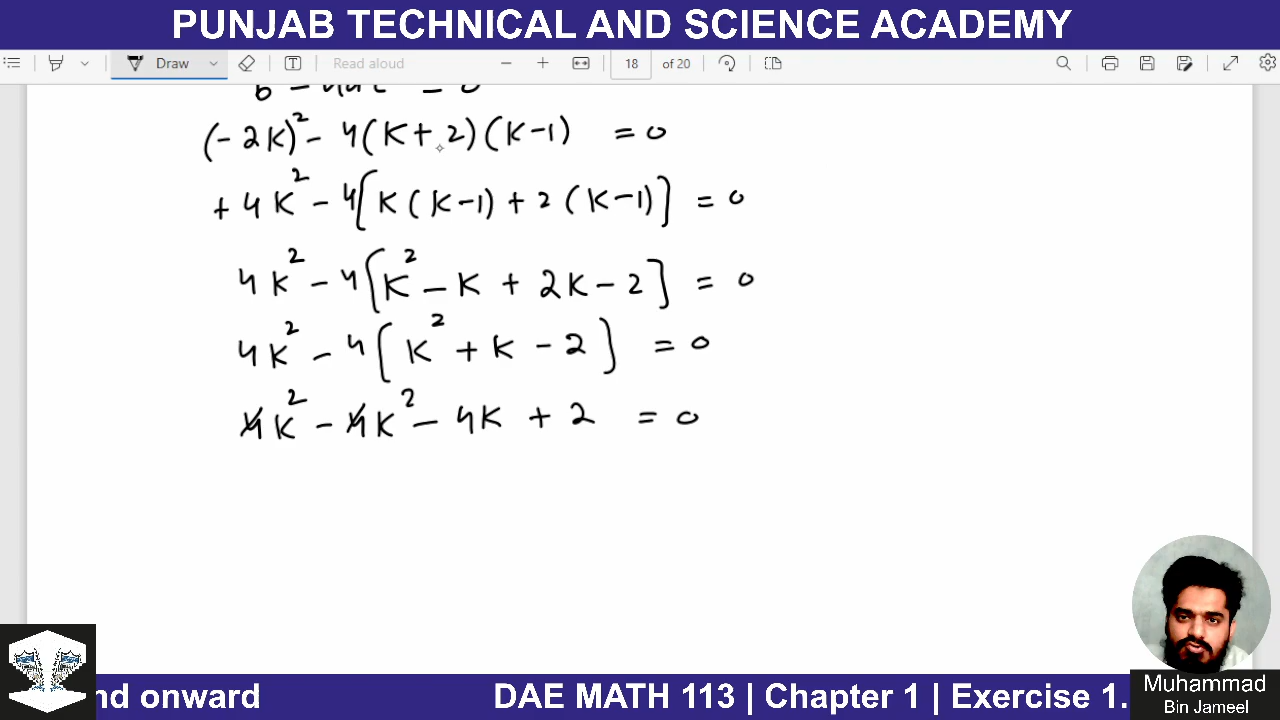 PUNJAB TECHNICAL AND SCIENCE ACADEMY
Draw
Read aloud
18 of 20
(-2K)² - 4(K+2)(K-1) = 0
+4K² - 4[K(K-1) + 2(K-1)] = 0
4K² - 4[K² - K + 2K - 2] = 0
4K² - 4[K² + K - 2] = 0
4K² - 4K² - 4K + 2 = 0
Muhammad
Bin Jameel
nd onward DAE MATH 113 | Chapter 1 | Exercise 1.